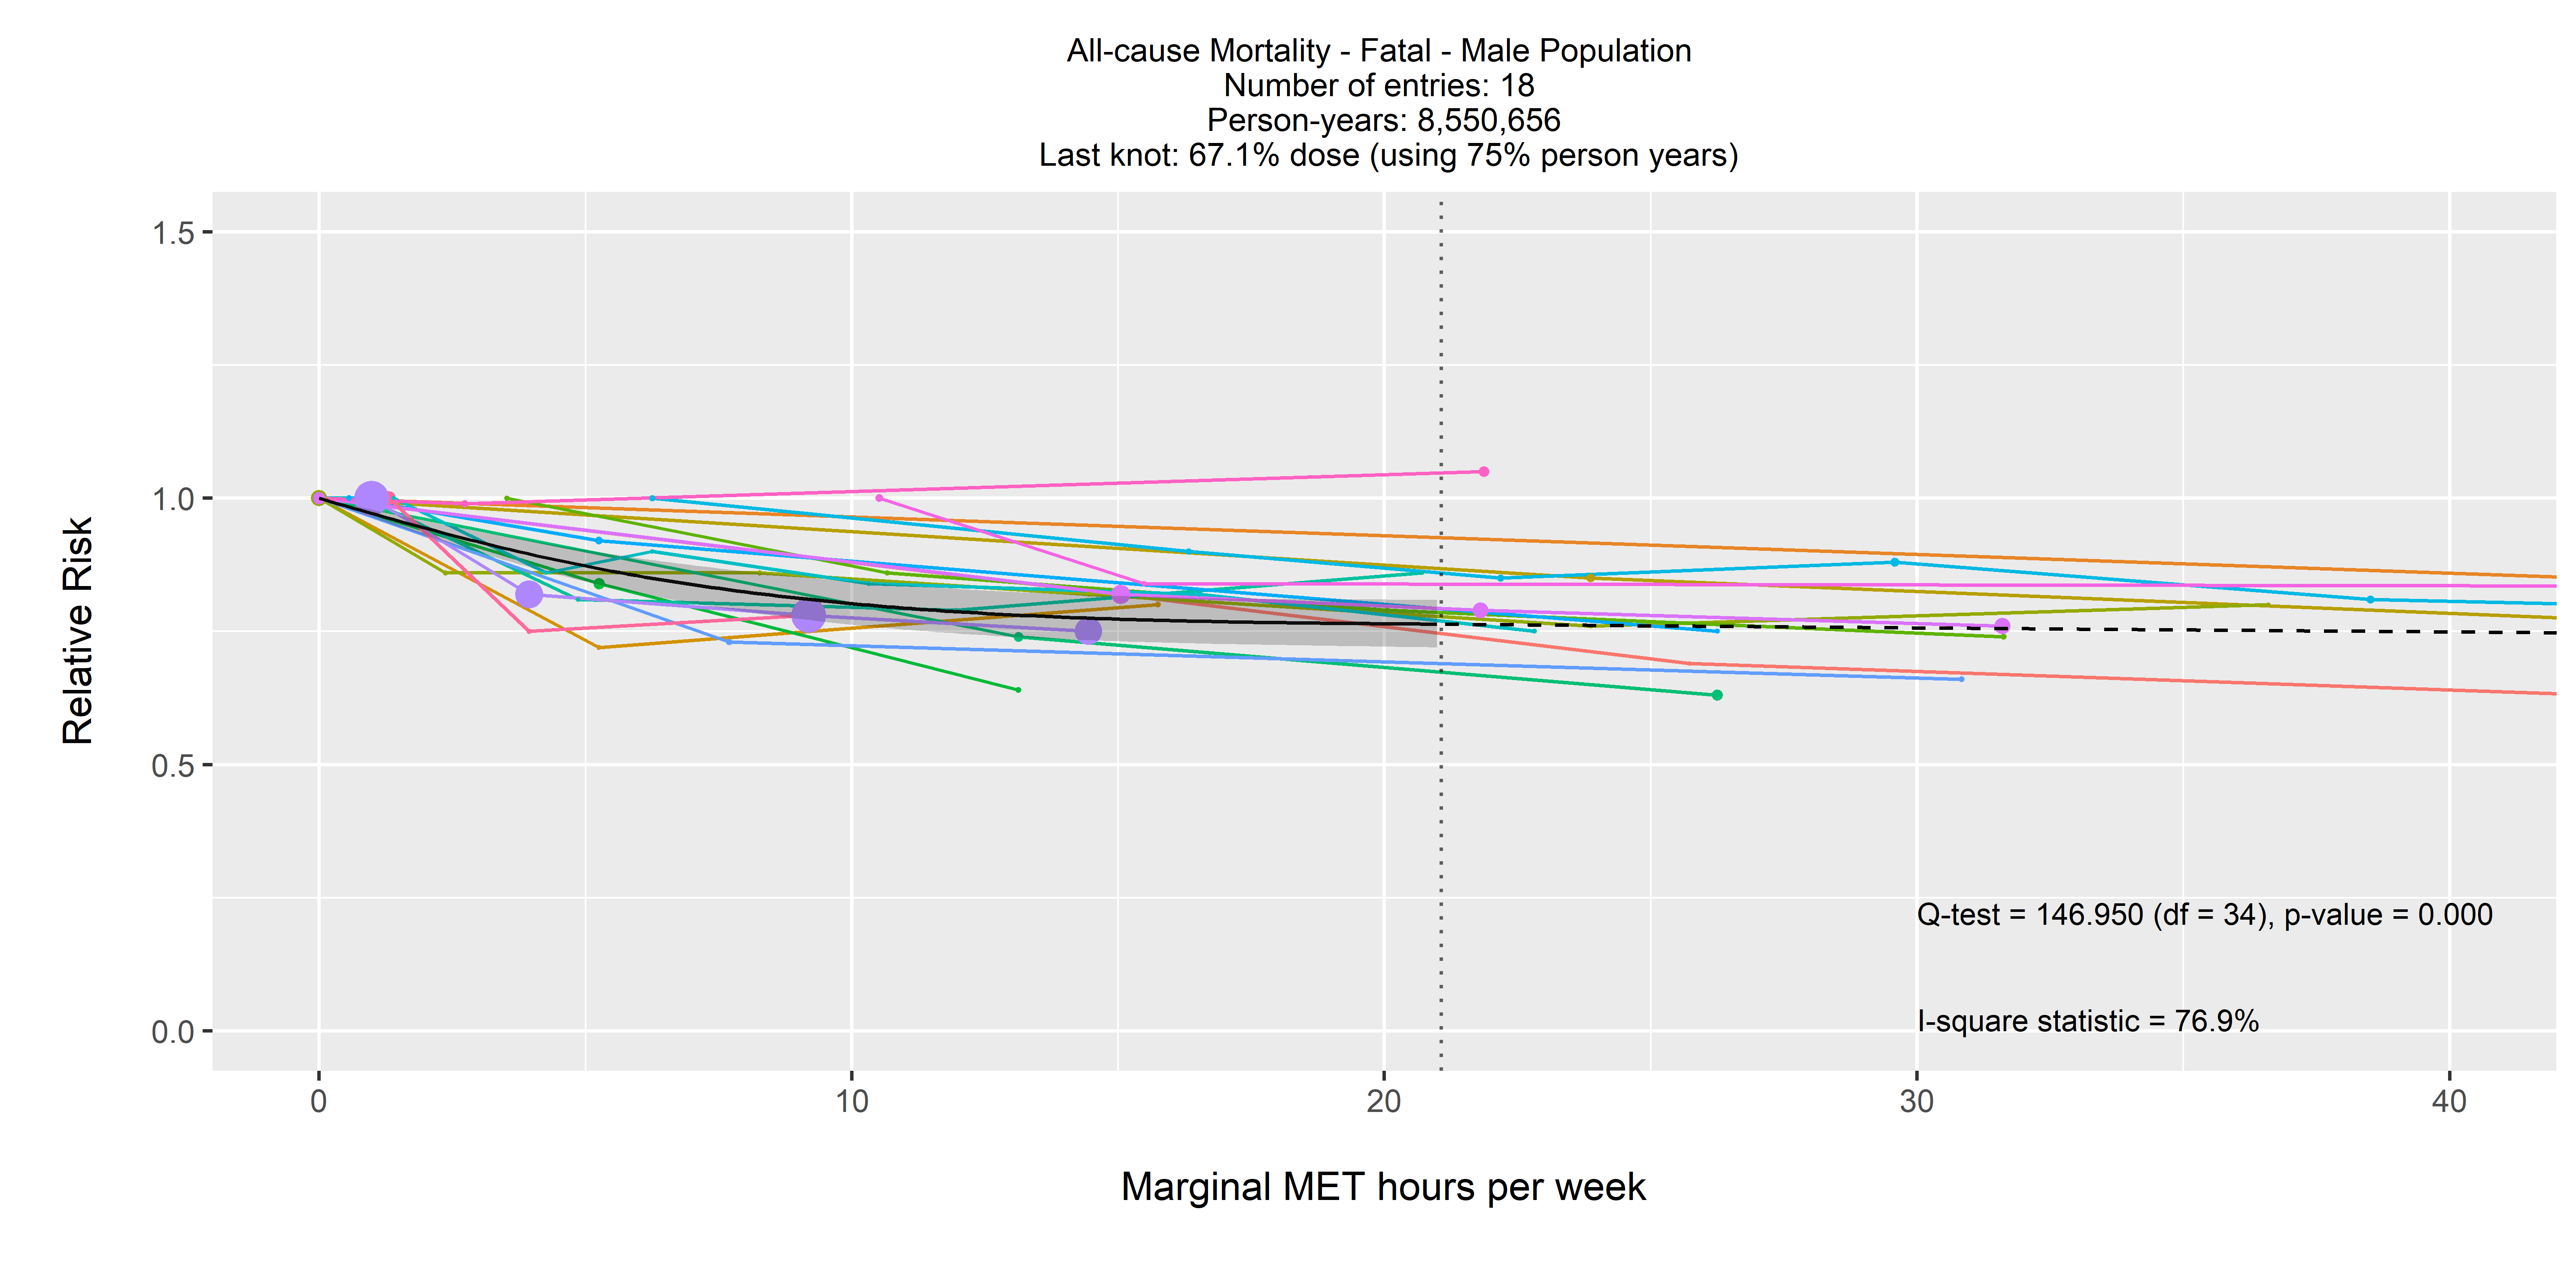 All-cause Mortality - Fatal - Male Population
Number of entries: 18
Person-years: 8,550,656
Last knot: 67.1% dose (using 75% person years)
1.5
1.0
0.5
0.0
Relative Risk
Q-test = 146.950 (df = 34), p-value = 0.000
I-square statistic = 76.9%
0 10 20 30 40
Marginal MET hours per week